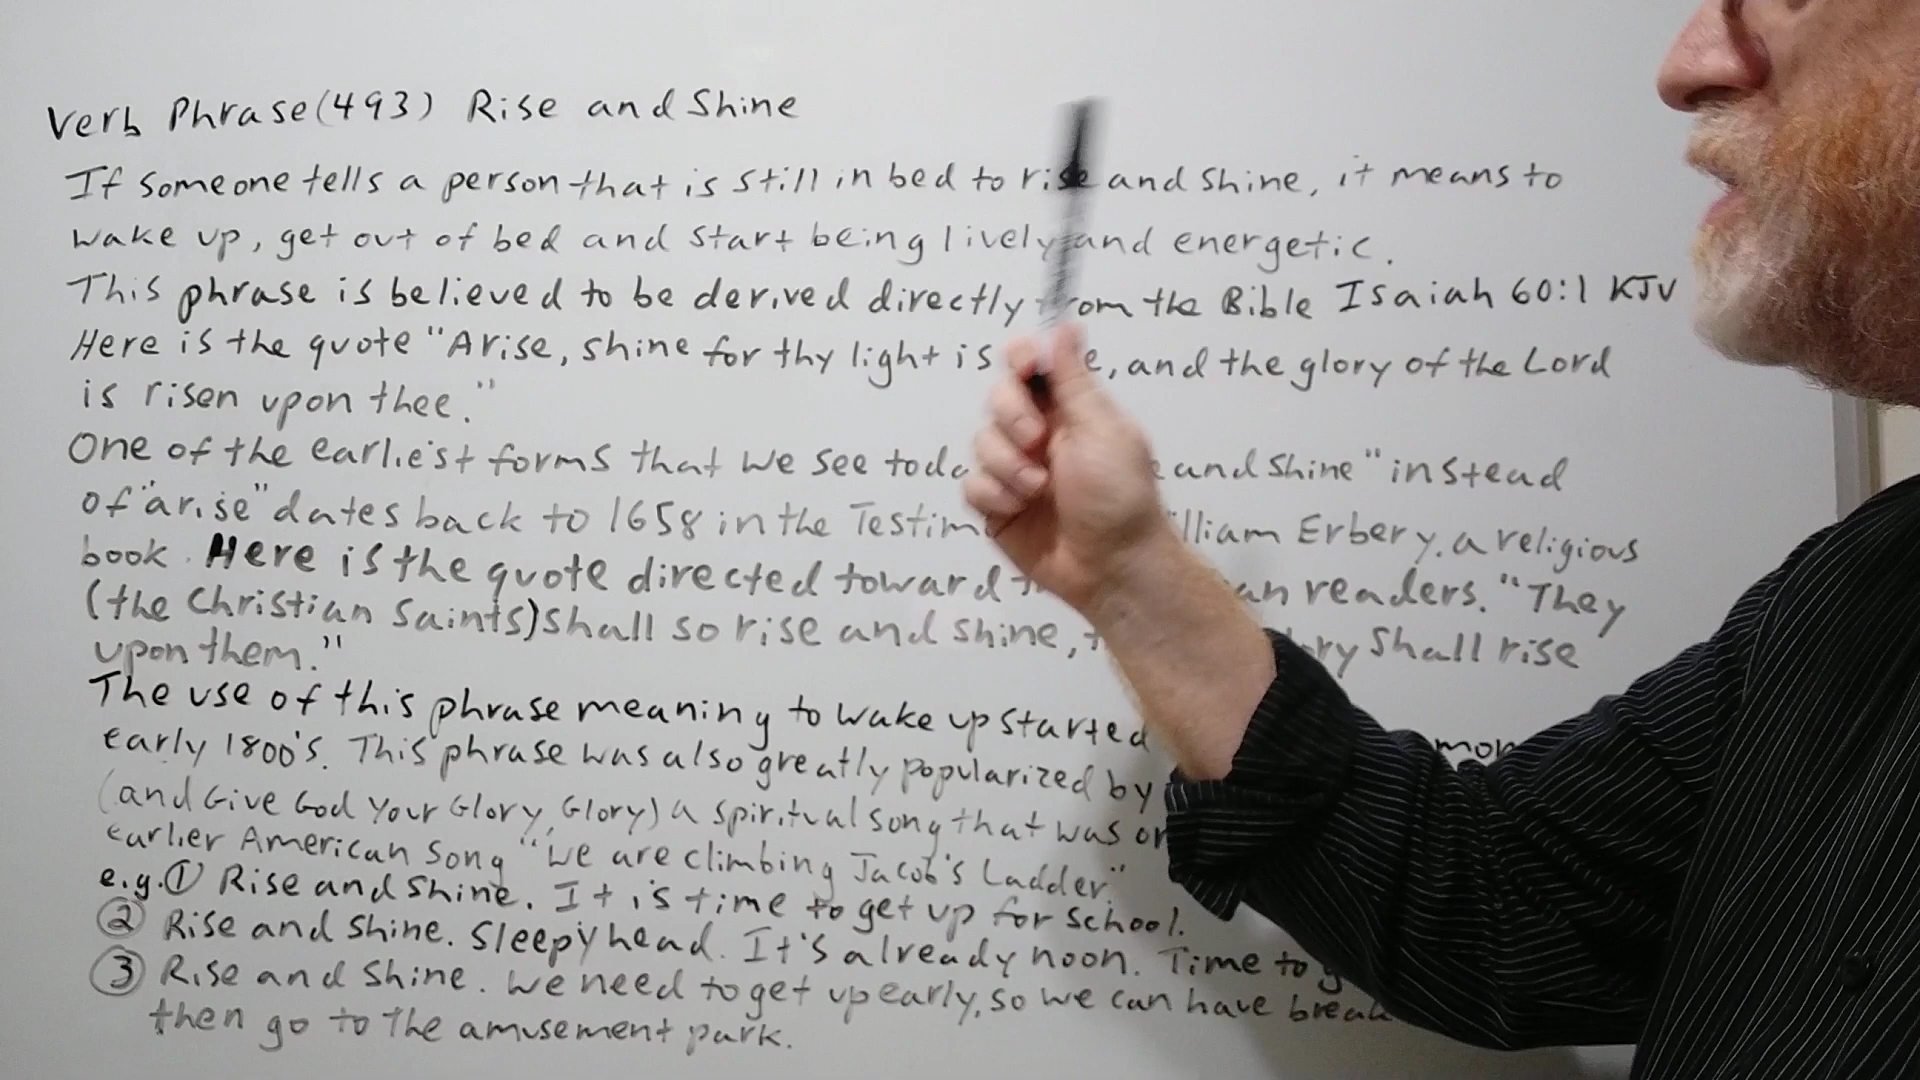 Verb Phrase (493) Rise and Shine
If someone tells a person that is still in bed to rise and shine, it means to
wake up, get out of bed and start being lively and energetic.
This phrase is believed to be derived directly from the Bible Isaiah 60:1 KJV
Here is the quote "Arise, shine for thy light is , and the glory of the Lord
is risen upon thee."
One of the earliest forms that we see and Shine" instead
of "arise" dates back to 1658 in the Erbery, a religious
book. Here is the quote directed toward readers. "They
(the Christian Saints) shall so rise and shine, shall rise
upon them."
The use of this phrase meaning to wake up started
early 1800's. This phrase was also greatly popularized by
(and Give God Your Glory, Glory) a spiritual song that was
earlier American song "We are climbing Jacob's Ladder."
e.g. ① Rise and Shine. It is time to get up for school.
② Rise and Shine. Sleepyhead. It's already noon. Time to
③ Rise and Shine. We need to get up early, so we can have
then go to the amusement park.